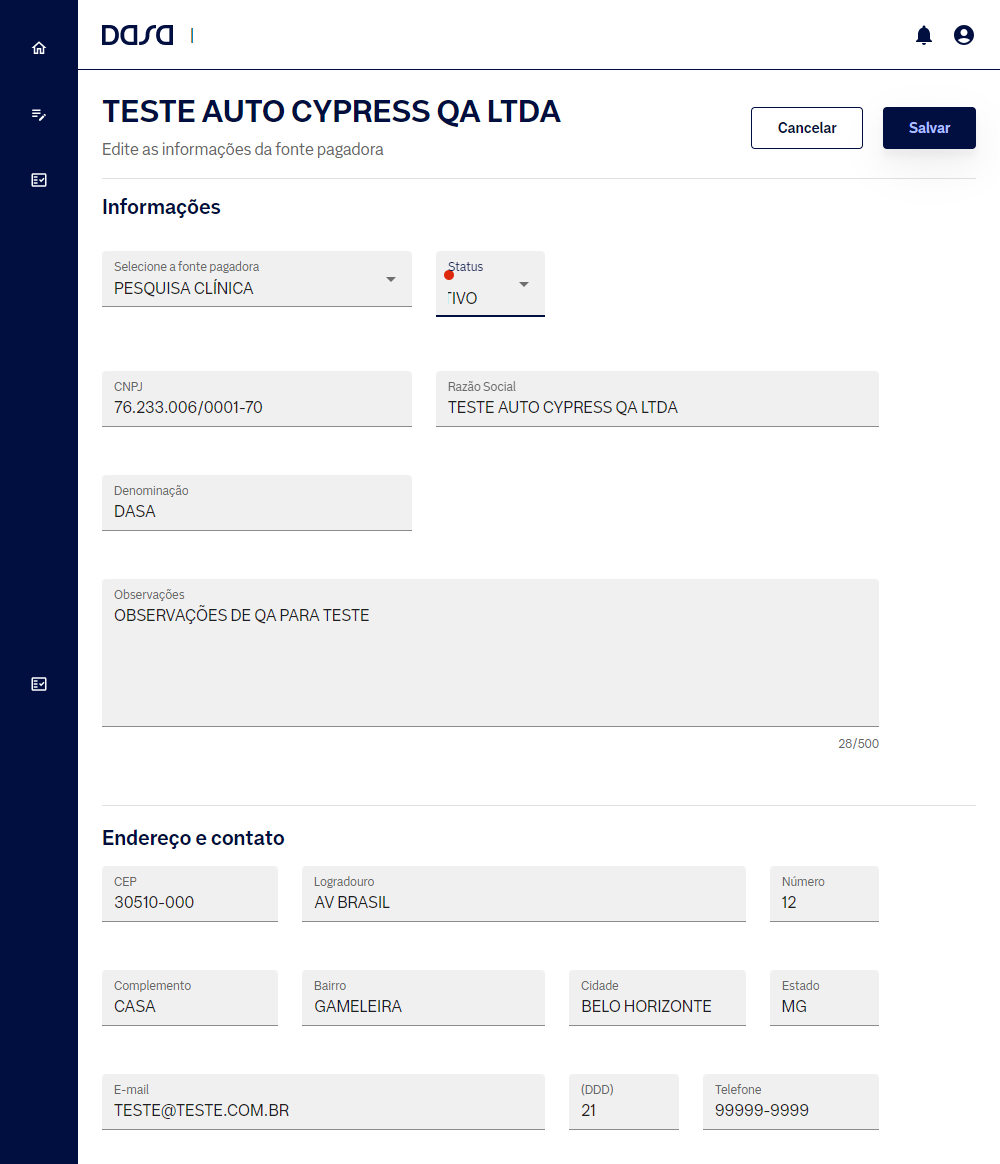 DASA
TESTE AUTO CYPRESS QA LTDA
Edite as informações da fonte pagadora
Cancelar
Salvar
Informações
Selecione a fonte pagadora
PESQUISA CLÍNICA
Status
TIVO
CNPJ
76.233.006/0001-70
Razão Social
TESTE AUTO CYPRESS QA LTDA
Denominação
DASA
Observações
OBSERVAÇÕES DE QA PARA TESTE
28/500
Endereço e contato
CEP
30510-000
Logradouro
AV BRASIL
Número
12
Complemento
CASA
Bairro
GAMELEIRA
Cidade
BELO HORIZONTE
Estado
MG
E-mail
TESTE@TESTE.COM.BR
(DDD)
21
Telefone
99999-9999